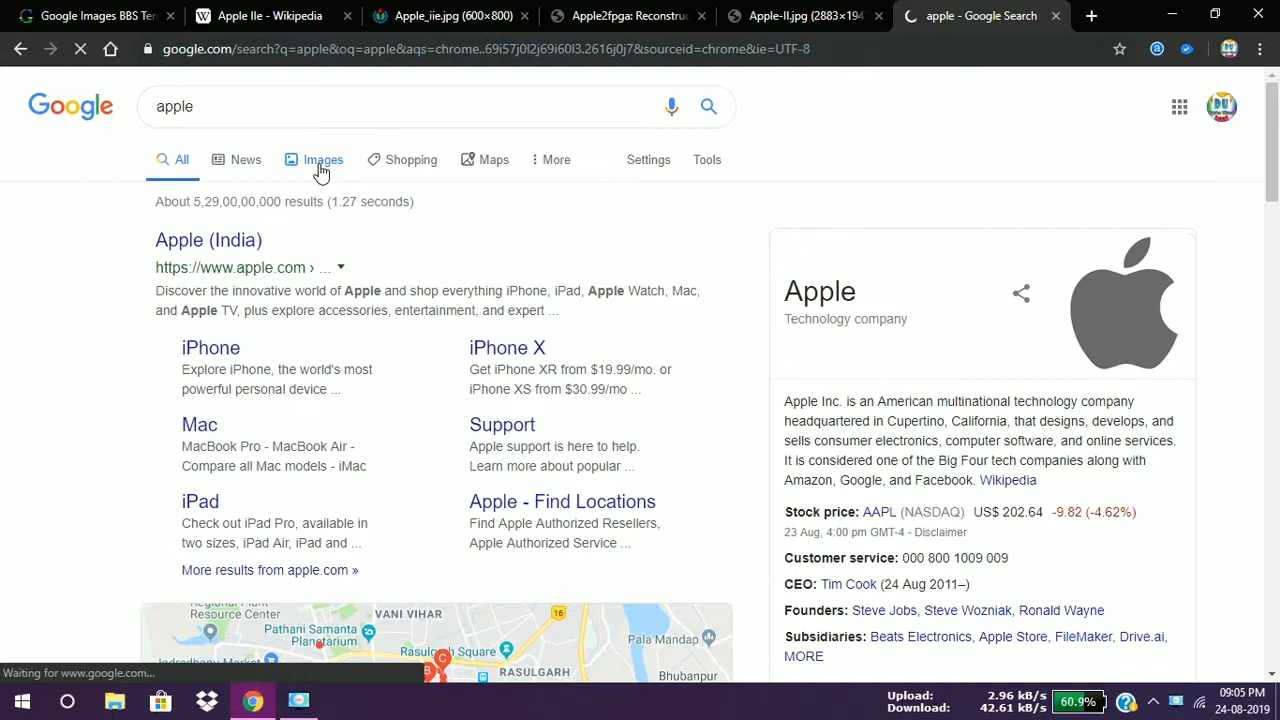 Google Images BBS Ter
Apple IIe - Wikipedia
Apple_iie.jpg (600×800)
Apple2fpga: Reconstruc
Apple-II.jpg (2883×194
apple - Google Search
google.com/search?q=apple&oq=apple&aqs=chrome..69i57j0l2j69i60l3.2616j0j7&sourceid=chrome&ie=UTF-8
Google
apple
All
News
Images
Shopping
Maps
More
Settings
Tools
About 5,29,00,00,000 results (1.27 seconds)
Apple (India)
https://www.apple.com › ...
Discover the innovative world of Apple and shop everything iPhone, iPad, Apple Watch, Mac,
and Apple TV, plus explore accessories, entertainment, and expert ...
iPhone
Explore iPhone, the world's most
powerful personal device ...
iPhone X
Get iPhone XR from $19.99/mo. or
iPhone XS from $30.99/mo ...
Mac
MacBook Pro - MacBook Air -
Compare all Mac models - iMac
Support
Apple support is here to help.
Learn more about popular ...
iPad
Check out iPad Pro, available in
two sizes, iPad Air, iPad and ...
Apple - Find Locations
Find Apple Authorized Resellers,
Apple Authorized Service ...
More results from apple.com »
Resource Center
Pathani Samanta
Planetarium
VANI VIHAR
16
Rasulgarh Square
RASULGARH
Pala Mandap
Bhubanpur
B
C
Apple
Technology company
Apple Inc. is an American multinational technology company
headquartered in Cupertino, California, that designs, develops, and
sells consumer electronics, computer software, and online services.
It is considered one of the Big Four tech companies along with
Amazon, Google, and Facebook. Wikipedia
Stock price: AAPL (NASDAQ) US$ 202.64 -9.82 (-4.62%)
23 Aug, 4:00 pm GMT-4 - Disclaimer
Customer service: 000 800 1009 009
CEO: Tim Cook (24 Aug 2011–)
Founders: Steve Jobs, Steve Wozniak, Ronald Wayne
Subsidiaries: Beats Electronics, Apple Store, FileMaker, Drive.ai,
MORE
Waiting for www.google.com...
Upload: 2.96 kB/s
Download: 42.61 kB/s
60.9%
09:05 PM
24-08-2019